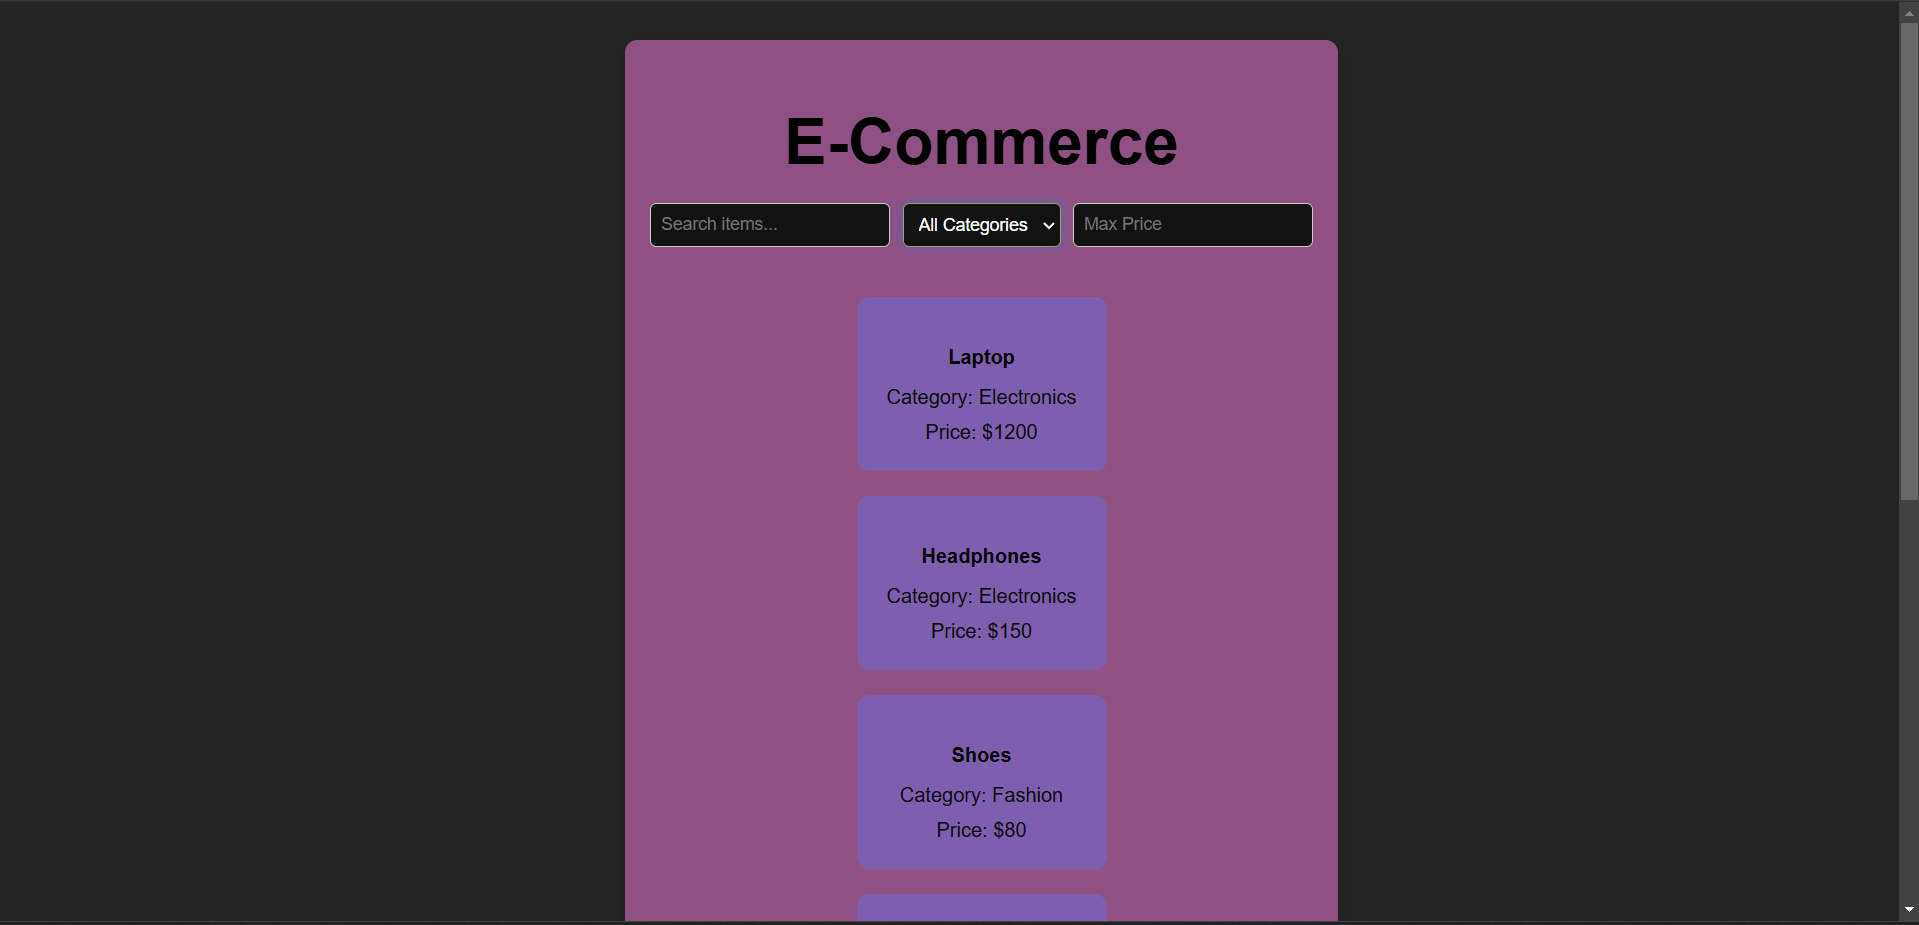 E-Commerce
Search items... All Categories Max Price
Laptop
Category: Electronics
Price: $1200
Headphones
Category: Electronics
Price: $150
Shoes
Category: Fashion
Price: $80